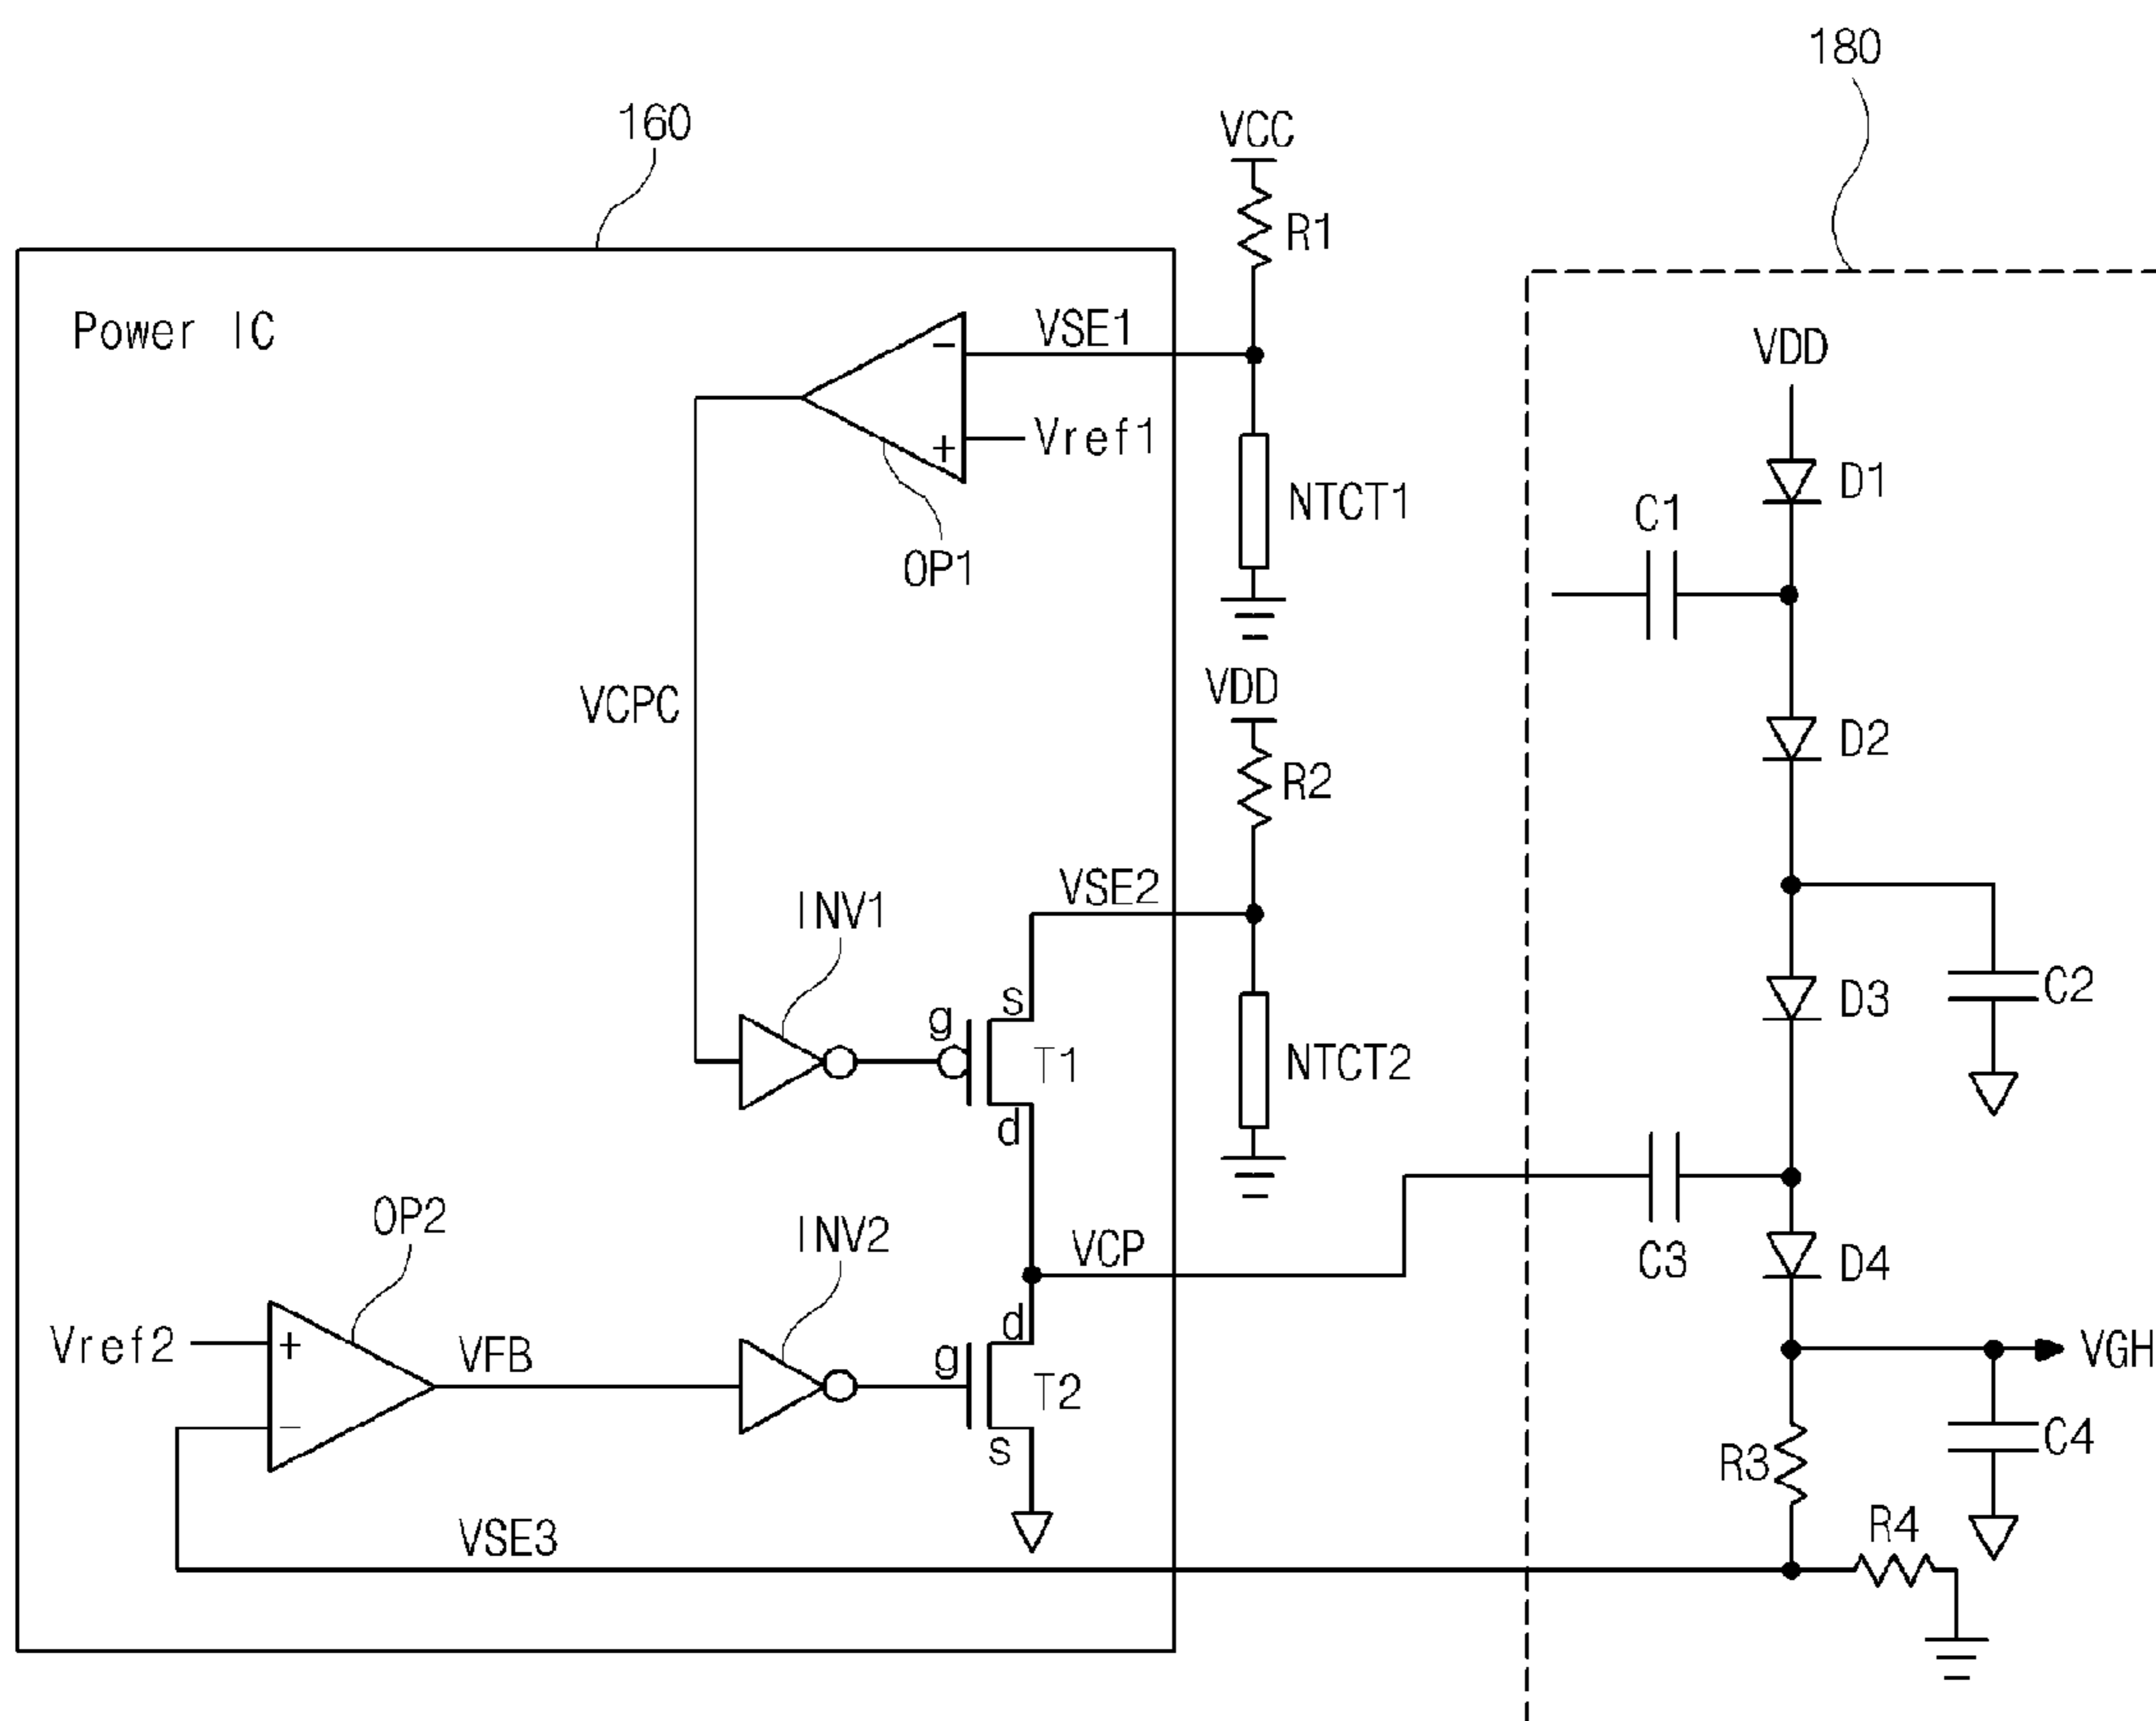 180
160
VCC
R1
Power IC
VSE1
-
VDD
Vref1
+
D1
NTCT1
C1
OP1
VDD
VCPC
D2
R2
VSE2
INV1
s
g
D3
C2
T1
NTCT2
d
OP2
INV2
VCP
C3
D4
d
Vref2
+
VFB
g
VGH
T2
-
s
C4
R3
VSE3
R4